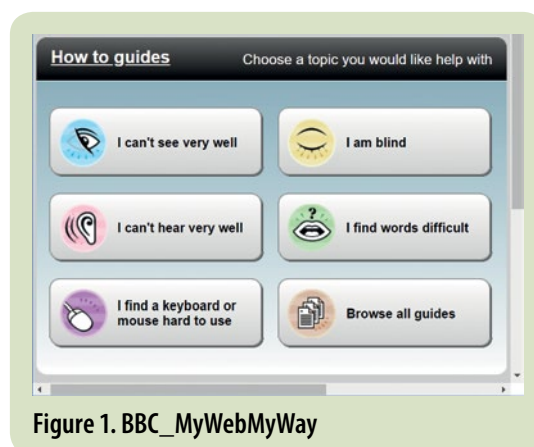 How to guides
Choose a topic you would like help with
I can't see very well
I am blind
I can't hear very well
?
I find words difficult
I find a keyboard or
mouse hard to use
Browse all guides
Figure 1. BBC_MyWebMyWay